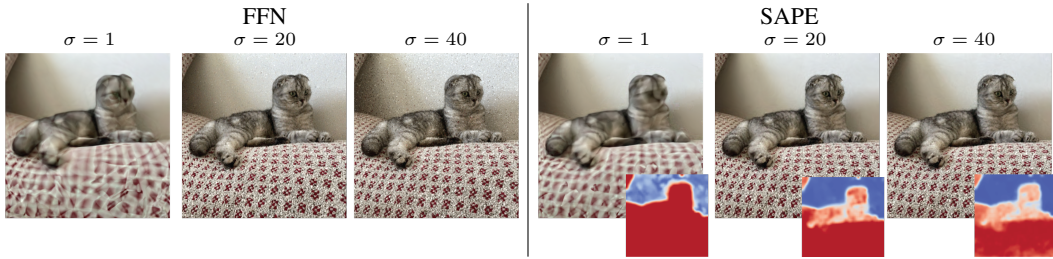 FFN
SAPE
σ = 1
σ = 20
σ = 40
σ = 1
σ = 20
σ = 40